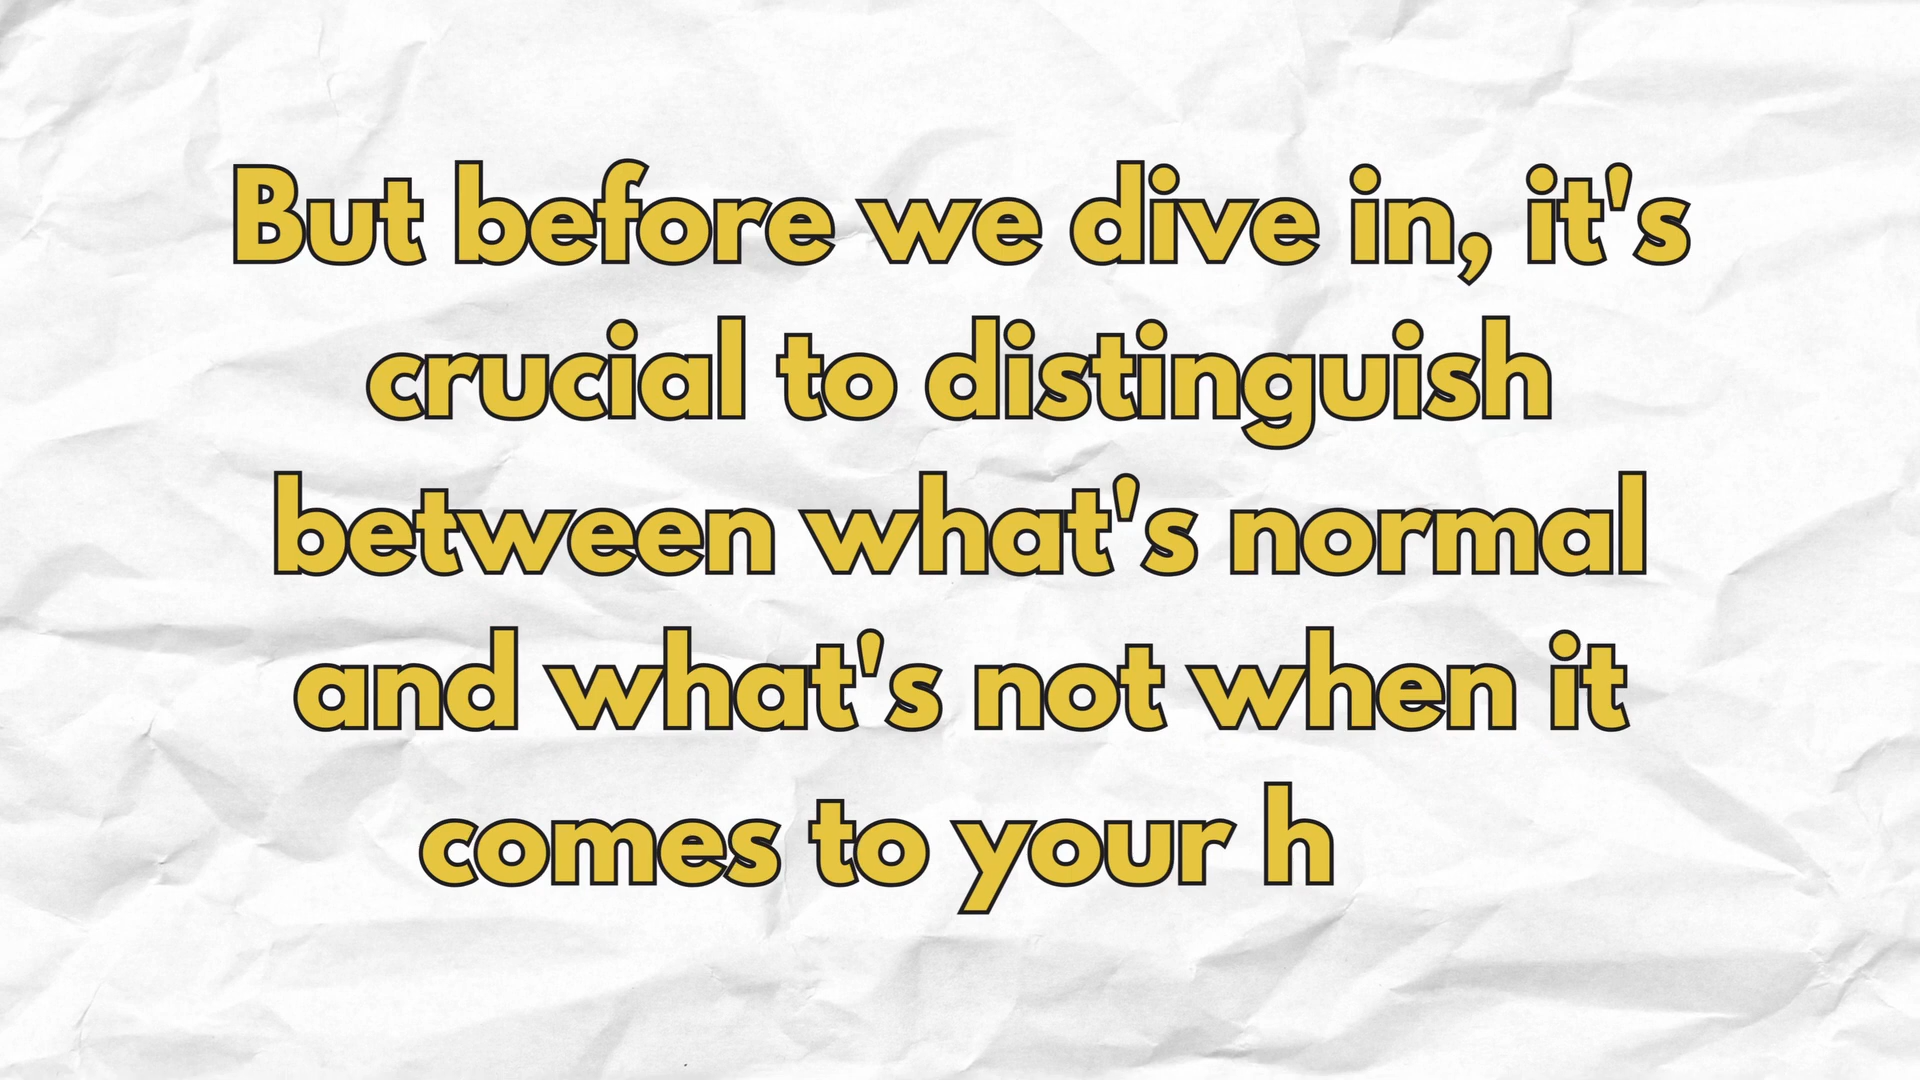 But before we dive in, it's
crucial to distinguish
between what's normal
and what's not when it
comes to your h